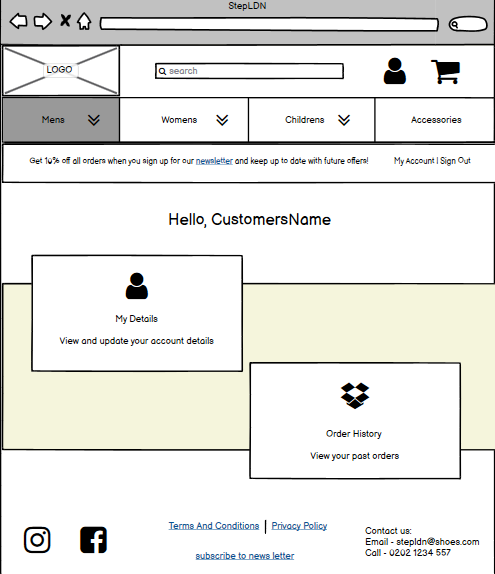 StepLDN
LOGO
search
Mens
Womens
Childrens
Accessories
Get 10% off all orders when you sign up for our newsletter and keep up to date with future offers!
My Account | Sign Out
Hello, CustomersName
My Details
View and update your account details
Order History
View your past orders
Terms And Conditions | Privacy Policy
subscribe to news letter
Contact us:
Email - stepldn@shoes.com
Call - 0202 1234 557